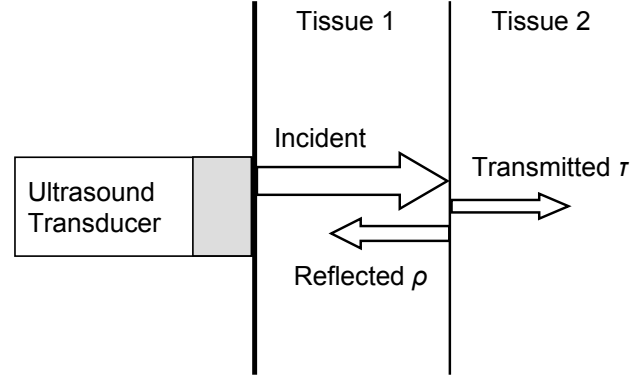 Tissue 1
Tissue 2
Incident
Transmitted τ
Ultrasound
Transducer
Reflected ρ